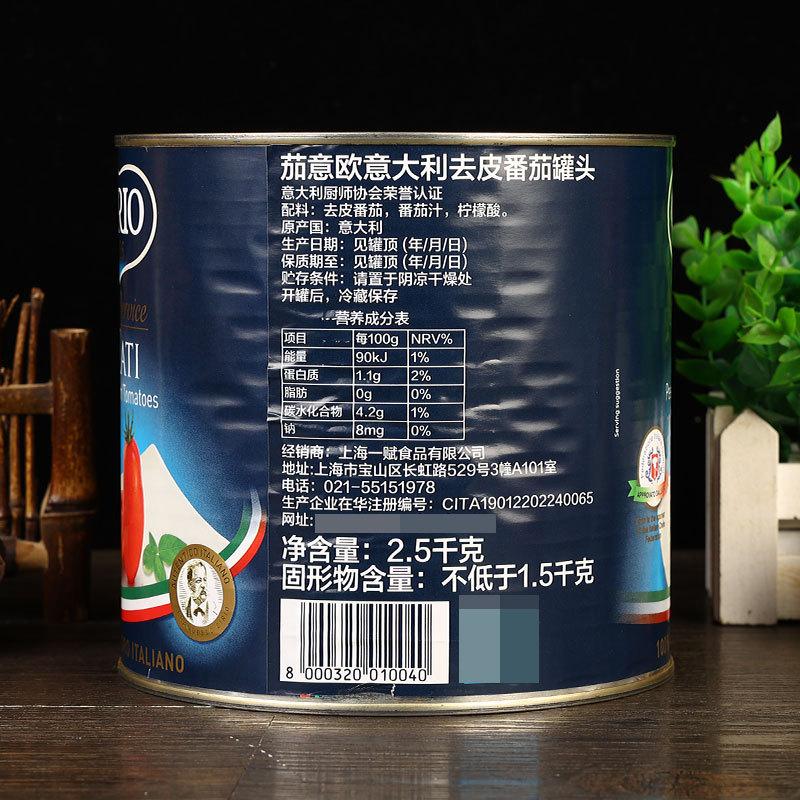 RIO
ATI
Tomatoes
AUTENTICO ITALIANO
ITALIANO
茄意欧意大利去皮番茄罐头
意大利厨师协会荣誉认证
配料：去皮番茄，番茄汁，柠檬酸。
原产国：意大利
生产日期：见罐顶 (年/月/日)
保质期至：见罐顶 (年/月/日)
贮存条件：请置于阴凉干燥处
开罐后，冷藏保存
营养成分表
项目 每100g NRV%
能量 90kJ 1%
蛋白质 1.1g 2%
脂肪 0g 0%
碳水化合物 4.2g 1%
钠 8mg 0%
经销商：上海一赋食品有限公司
地址:上海市宝山区长虹路529号3幢A101室
电话：021-55151978
生产企业在华注册编号：CITA19012202240065
网址:
净含量：2.5千克
固形物含量：不低于1.5千克
8 000320 010040
Serving suggestion